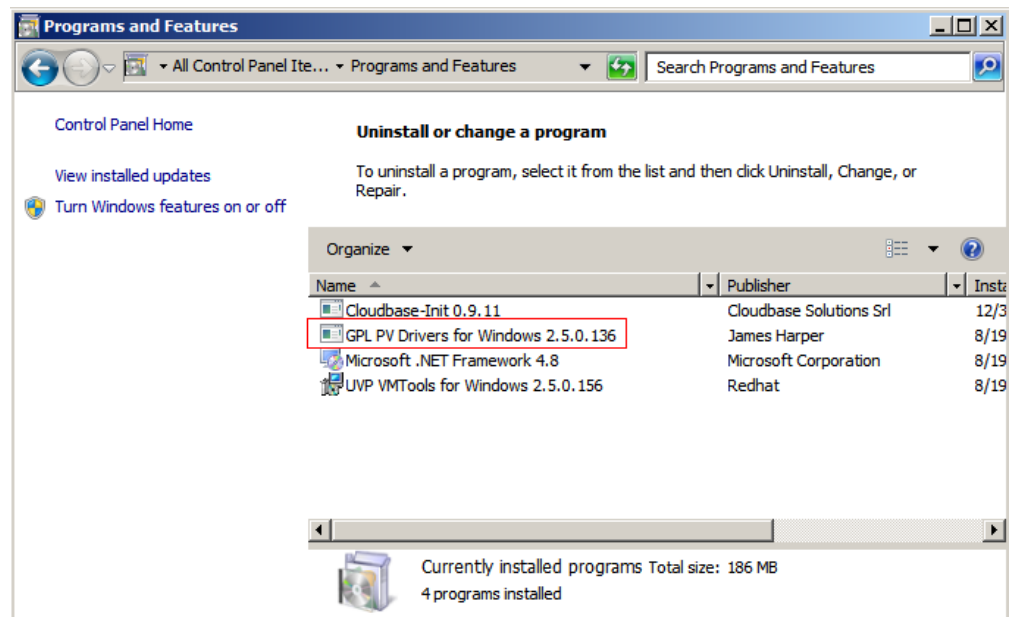 Programs and Features
All Control Panel Ite... Programs and Features
Search Programs and Features
Control Panel Home
View installed updates
Turn Windows features on or off
Uninstall or change a program
To uninstall a program, select it from the list and then click Uninstall, Change, or
Repair.
Organize
Name Publisher Insta
Cloudbase-Init 0.9.11 Cloudbase Solutions Srl 12/3
GPL PV Drivers for Windows 2.5.0.136 James Harper 8/19
Microsoft .NET Framework 4.8 Microsoft Corporation 8/19
UVP VMTools for Windows 2.5.0.156 Redhat 8/19
Currently installed programs Total size: 186 MB
4 programs installed